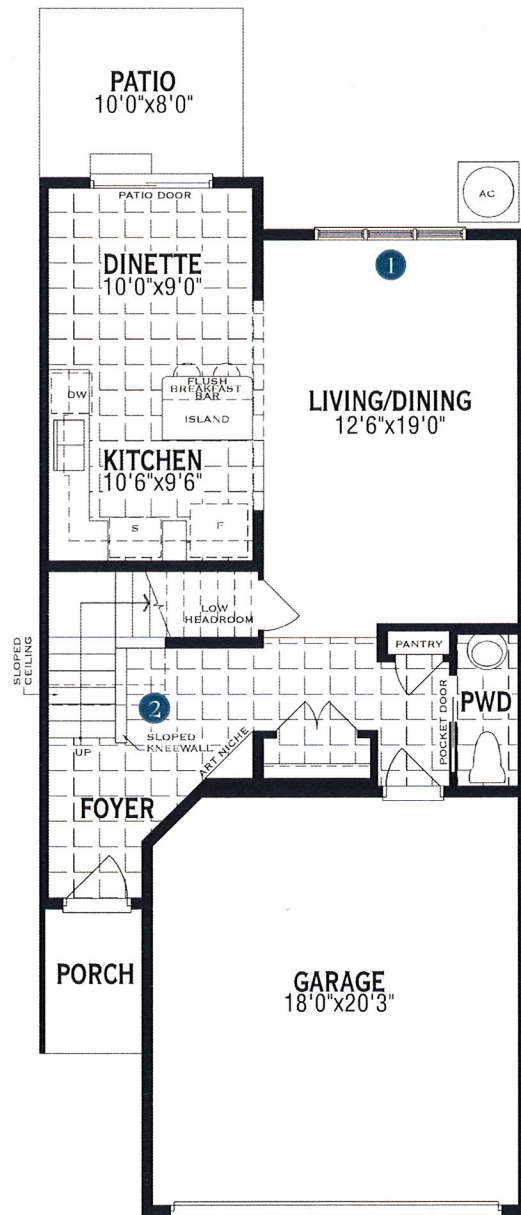 PATIO
10'0"x8'0"
AC
PATIO DOOR
1
DINETTE
10'0"x9'0"
FLUSH
BREAKFAST
BAR
DW
ISLAND
LIVING/DINING
12'6"x19'0"
KITCHEN
10'6"x9'6"
S
F
LOW
HEADROOM
PANTRY
SLOPED
CEILING
PWD
POCKET DOOR
2
SLOPED
KNEEWALL
UP
ART NICHE
FOYER
PORCH
GARAGE
18'0"x20'3"